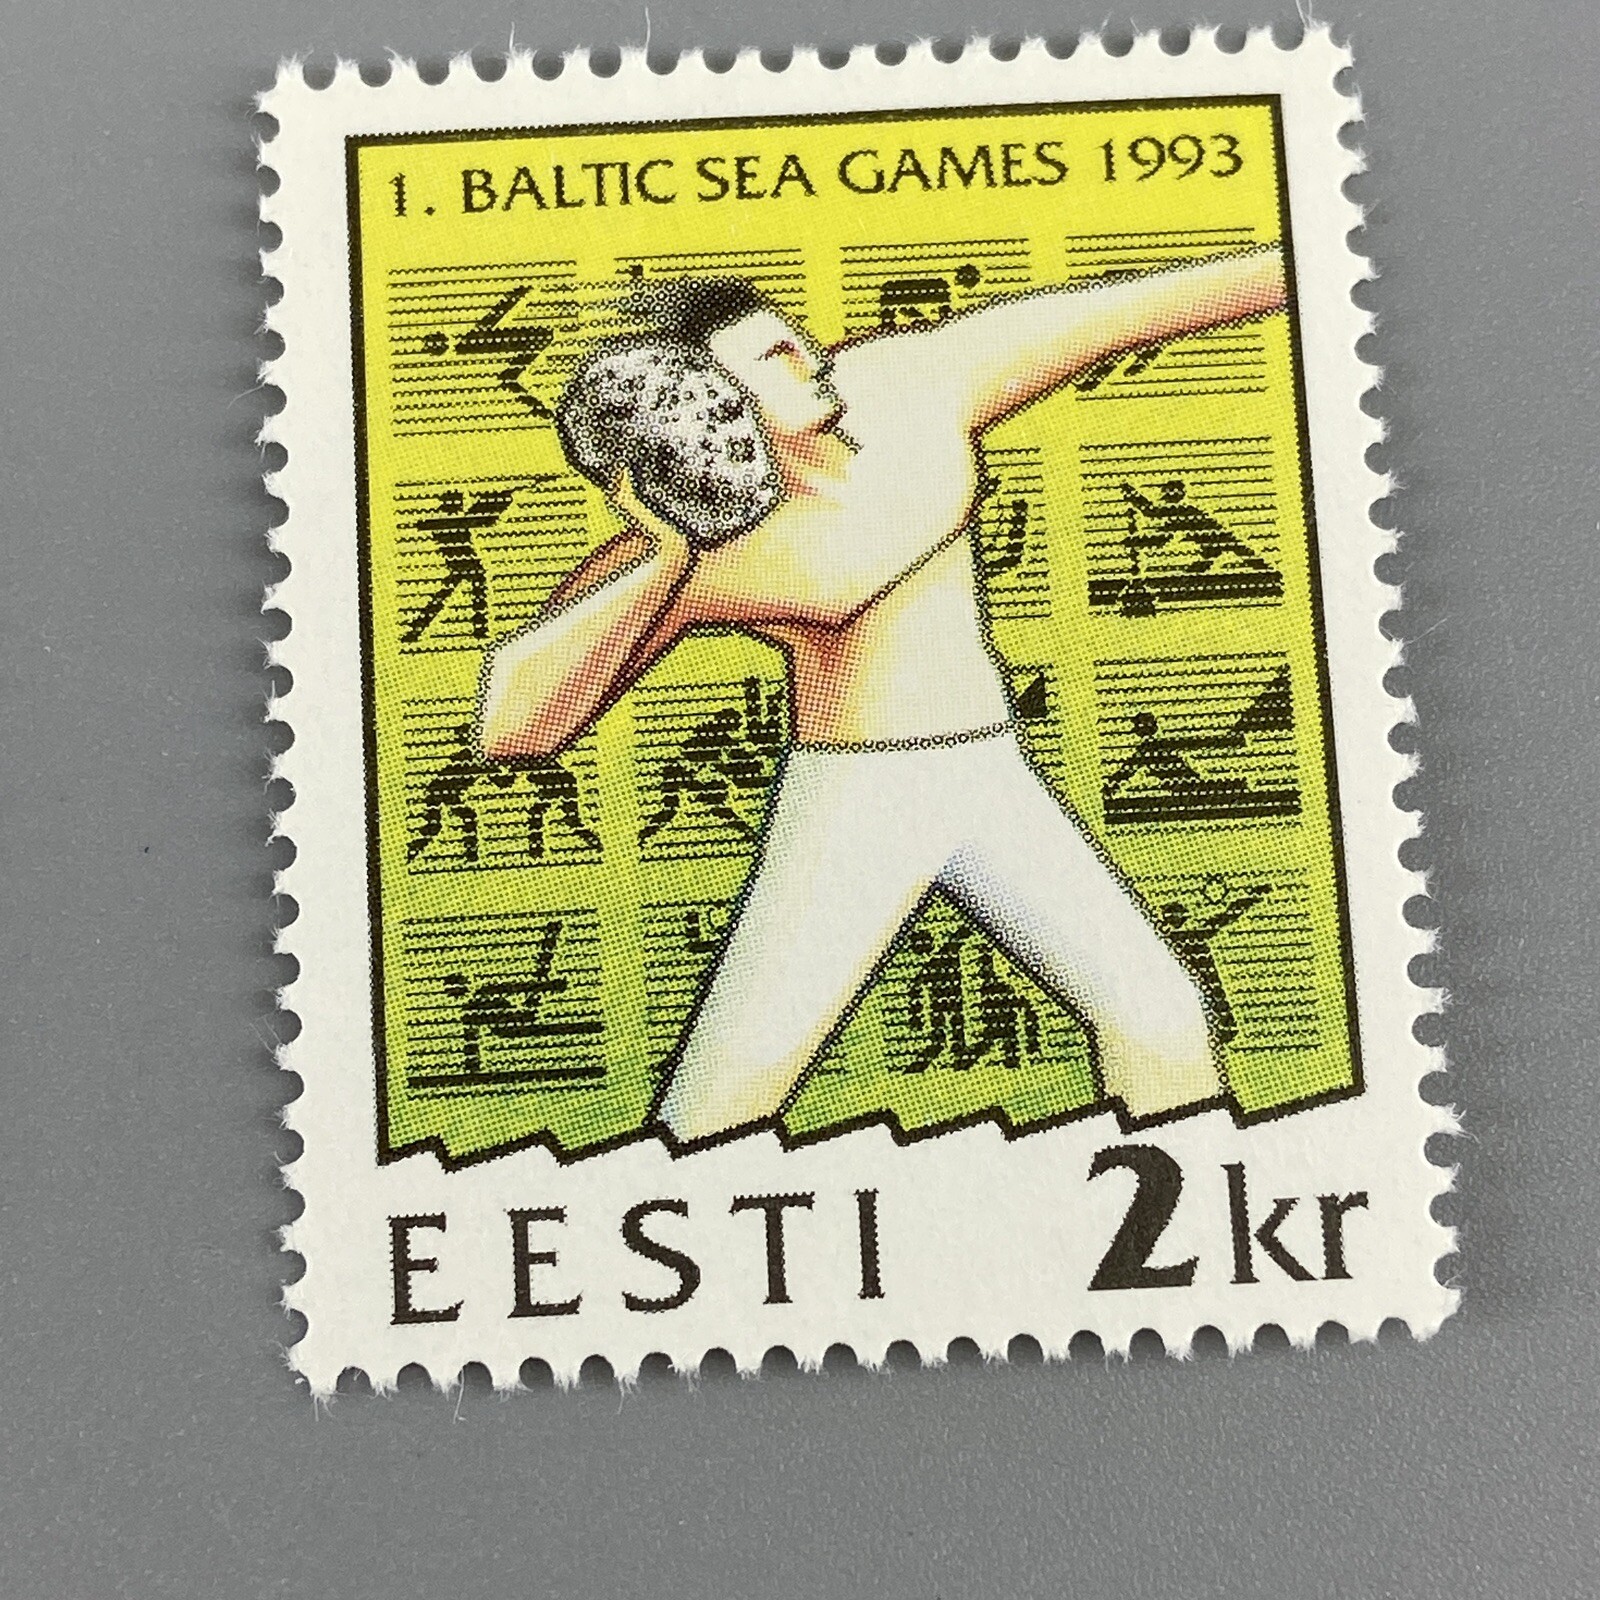 1. BALTIC SEA GAMES 1993
EESTI 2kr